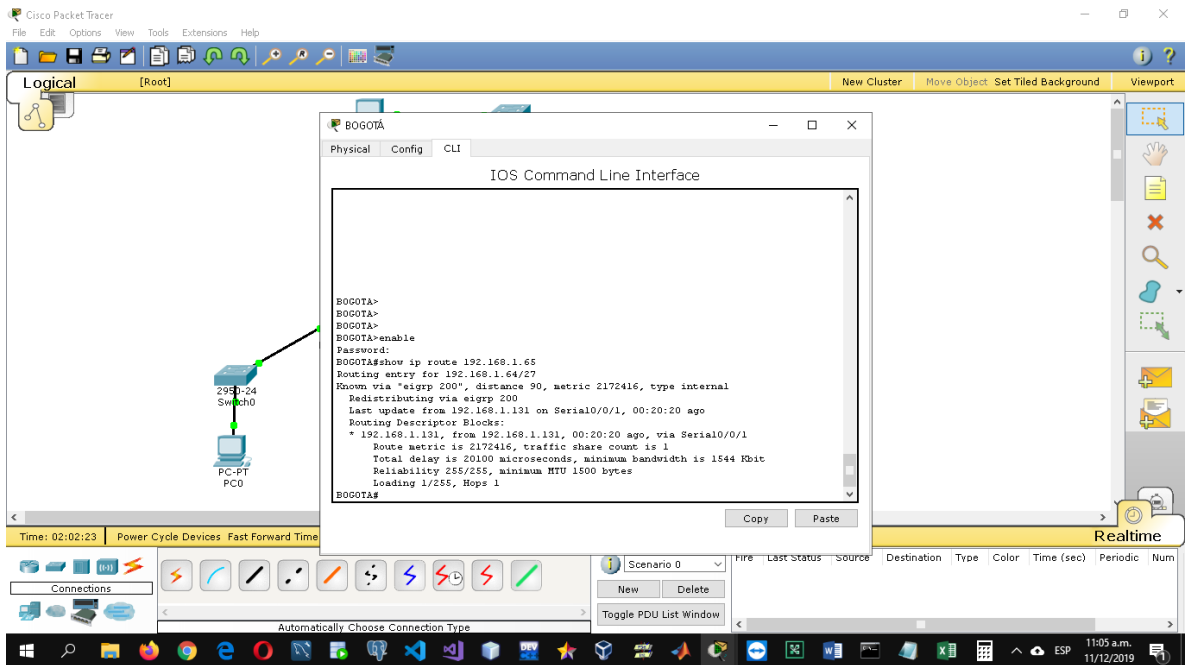 Cisco Packet Tracer
File Edit Options View Tools Extensions Help
Logical [Root] New Cluster Move Object Set Tiled Background Viewport
BOGOTÁ
Physical Config CLI
IOS Command Line Interface
BOGOTA>
BOGOTA>
BOGOTA>
BOGOTA>enable
Password:
BOGOTA#show ip route 192.168.1.65
Routing entry for 192.168.1.64/27
Known via "eigrp 200", distance 90, metric 2172416, type internal
Redistributing via eigrp 200
Last update from 192.168.1.131 on Serial0/0/1, 00:20:20 ago
Routing Descriptor Blocks:
* 192.168.1.131, from 192.168.1.131, 00:20:20 ago, via Serial0/0/1
Route metric is 2172416, traffic share count is 1
Total delay is 20100 microseconds, minimum bandwidth is 1544 Kbit
Reliability 255/255, minimum MTU 1500 bytes
Loading 1/255, Hops 1
BOGOTA#
Copy Paste
2950-24
Switch0
PC-PT
PC0
Time: 02:02:23 Power Cycle Devices Fast Forward Time
Realtime
Connections
Automatically Choose Connection Type
Scenario 0
New Delete
Toggle PDU List Window
Fire Last Status Source Destination Type Color Time (sec) Periodic Num
DEV
ESP
11:05 a.m.
11/12/2019